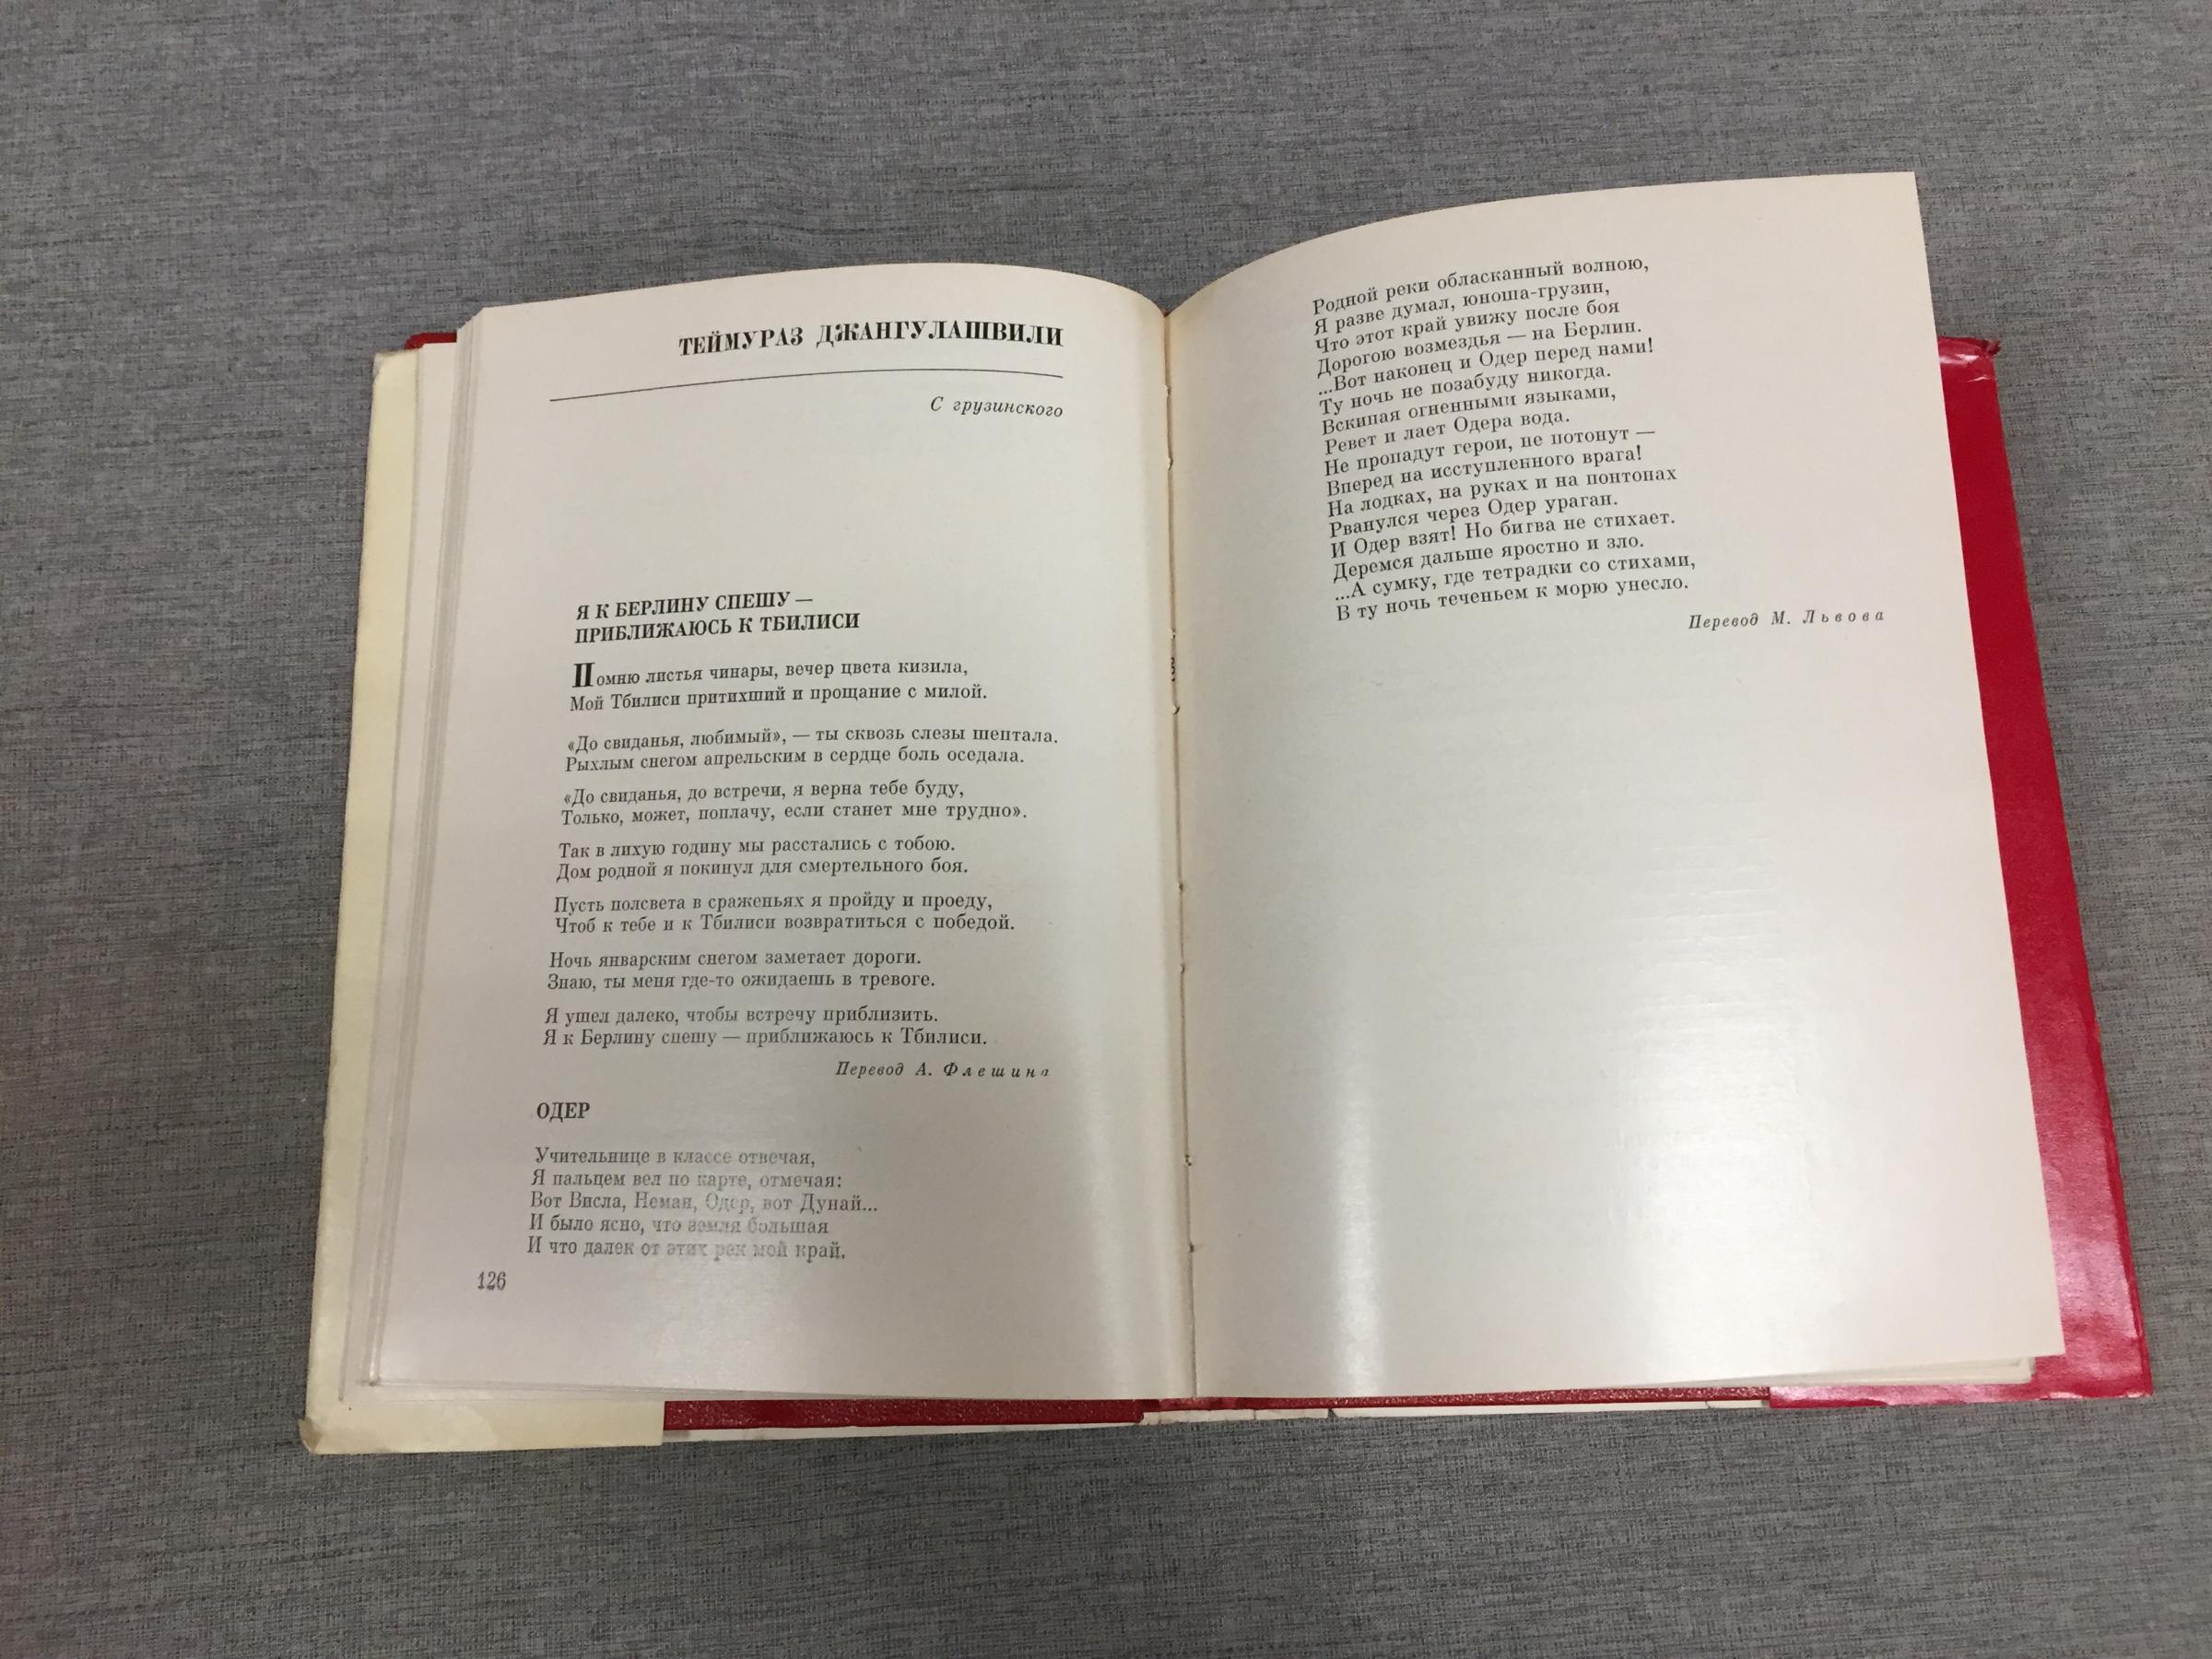 ТЕЙМУРАЗ ДЖАНГУЛАШВИЛИ
С грузинского
Я К БЕРЛИНУ СПЕШУ —
ПРИБЛИЖАЮСЬ К ТБИЛИСИ
Помню листья чинары, вечер цвета кизила,
Мой Тбилиси притихший и прощание с милой.
«До свиданья, любимый», — ты сквозь слезы шептала.
Рыхлым снегом апрельским в сердце боль оседала.
«До свиданья, до встречи, я верна тебе буду,
Только, может, поплачу, если станет мне трудно».
Так в лихую годину мы расстались с тобою.
Дом родной я покинул для смертельного боя.
Пусть полсвета в сраженьях я пройду и проеду,
Чтоб к тебе и к Тбилиси возвратиться с победой.
Ночь январским снегом заметает дороги.
Знаю, ты меня где-то ожидаешь в тревоге.
Я ушел далеко, чтобы встречу приблизить.
Я к Берлину спешу — приближаюсь к Тбилиси.
Перевод А. Флешина
ОДЕР
Учительнице в классе отвечая,
Я пальцем вел по карте, отмечая:
Вот Висла, Неман, Одер, вот Дунай...
И было ясно, что земля большая
И что далек от этих рек мой край.
126
Родной реки обласканный волною,
Я разве думал, юноша-грузин,
Что этот край увижу после боя
Дорогою возмездья — на Берлин.
...Вот наконец и Одер перед нами!
Ту ночь не позабуду никогда.
Вскипая огненными языками,
Ревет и лает Одера вода.
Не пропадут герои, не потонут —
Вперед на исступленного врага!
На лодках, на руках и на понтонах
Рванулся через Одер ураган.
И Одер взят! Но битва не стихает.
Деремся дальше яростно и зло.
...А сумку, где тетрадки со стихами,
В ту ночь теченьем к морю унесло.
Перевод М. Львова